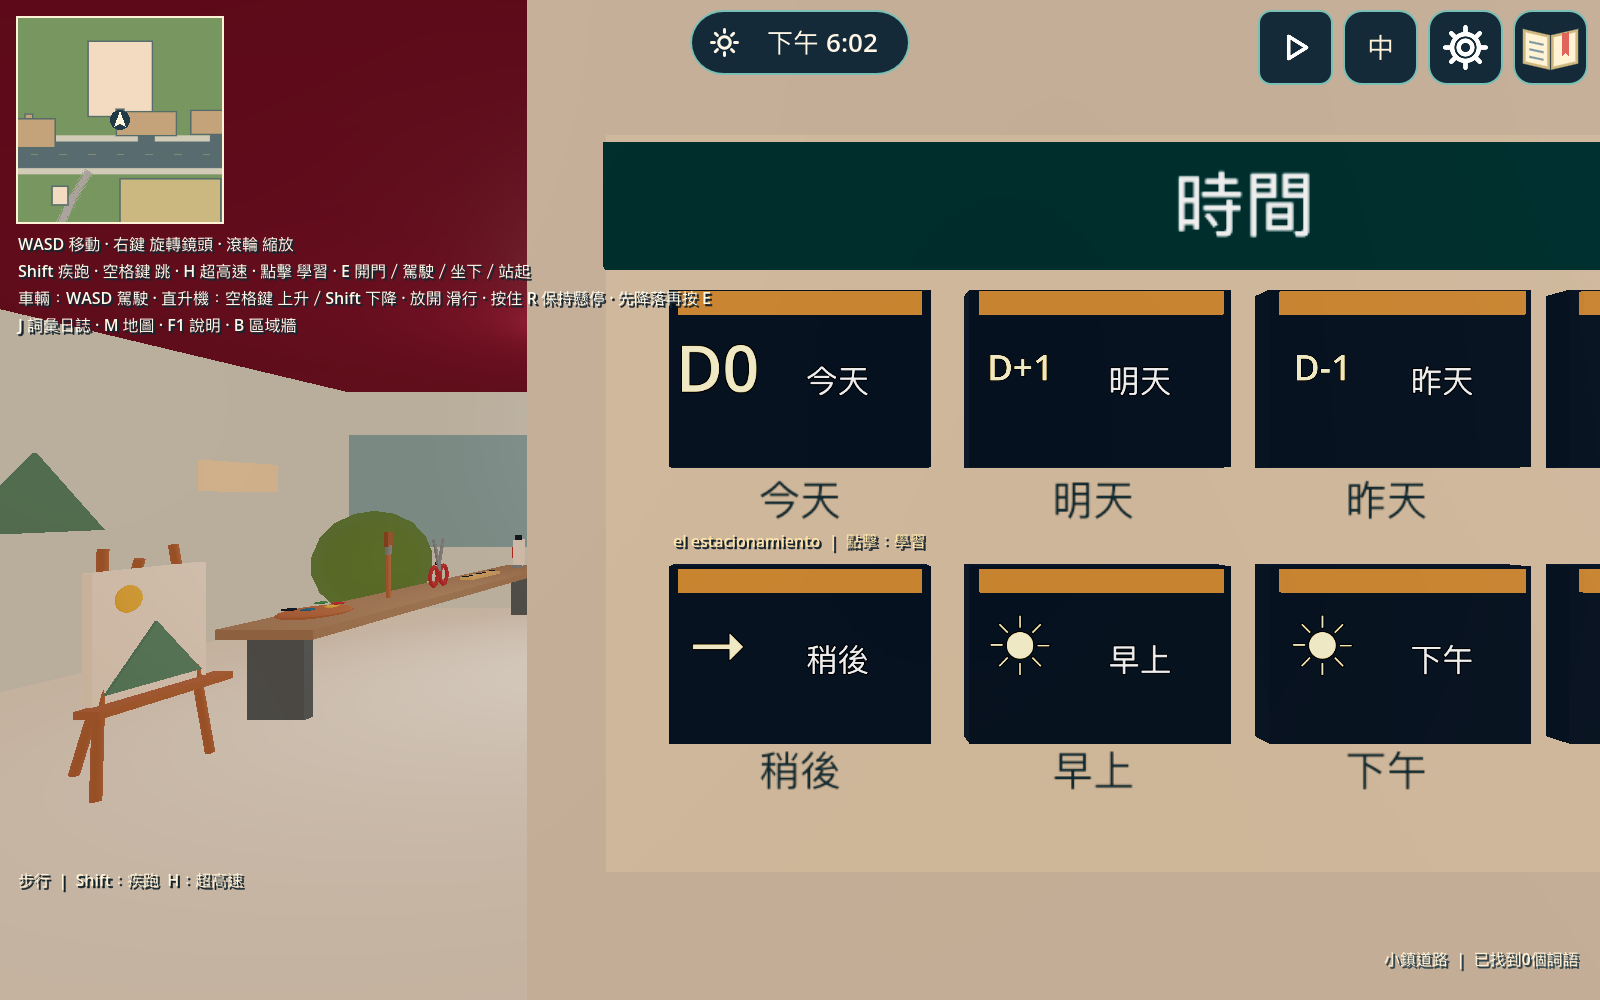 下午 6:02
中
WASD 移動 · 右鍵 旋轉鏡頭 · 滾輪 縮放
Shift 疾跑 · 空格鍵 跳 · H 超高速 · 點擊 學習 · E 開門 / 駕駛 / 坐下 / 站起
車輛：WASD 駕駛 · 直升機：空格鍵 上升 / Shift 下降 · 放開 滑行 · 按住 R 保持懸停 · 先降落再按 E
J 詞彙日誌 · M 地圖 · F1 說明 · B 區域牆
時間
D0 今天
D+1 明天
D-1 昨天
今天
明天
昨天
el estacionamiento | 點擊：學習
稍後
早上
下午
稍後
早上
下午
步行 | Shift：疾跑 H：超高速
小鎮道路 | 已找到0個詞語